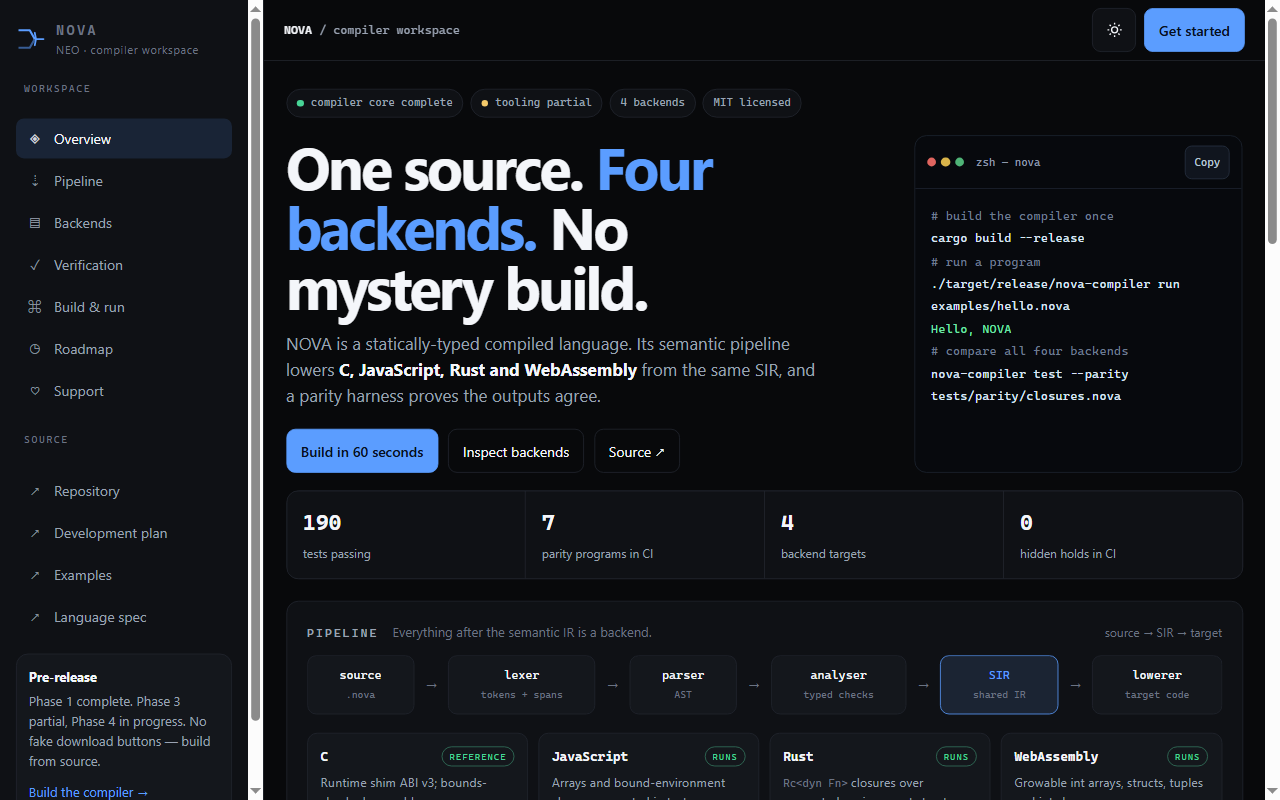 NOVA
NEO · compiler workspace
WORKSPACE
Overview
Pipeline
Backends
Verification
Build & run
Roadmap
Support
SOURCE
Repository
Development plan
Examples
Language spec
Pre-release
Phase 1 complete. Phase 3
partial, Phase 4 in progress. No
fake download buttons — build
from source.
Build the compiler →
NOVA / compiler workspace
Get started
compiler core complete
tooling partial
4 backends
MIT licensed
One source. Four
backends. No
mystery build.
NOVA is a statically-typed compiled language. Its semantic pipeline
lowers C, JavaScript, Rust and WebAssembly from the same SIR, and
a parity harness proves the outputs agree.
Build in 60 seconds
Inspect backends
Source ↗
zsh — nova
Copy
# build the compiler once
cargo build --release
# run a program
./target/release/nova-compiler run
examples/hello.nova
Hello, NOVA
# compare all four backends
nova-compiler test --parity
tests/parity/closures.nova
190
tests passing
7
parity programs in CI
4
backend targets
0
hidden holds in CI
PIPELINE Everything after the semantic IR is a backend.
source → SIR → target
source
.nova
→
lexer
tokens + spans
→
parser
AST
→
analyser
typed checks
→
SIR
shared IR
→
lowerer
target code
C
REFERENCE
Runtime shim ABI v3; bounds-
JavaScript
RUNS
Arrays and bound-environment
Rust
RUNS
Rc<dyn Fn> closures over
WebAssembly
RUNS
Growable int arrays, structs, tuples